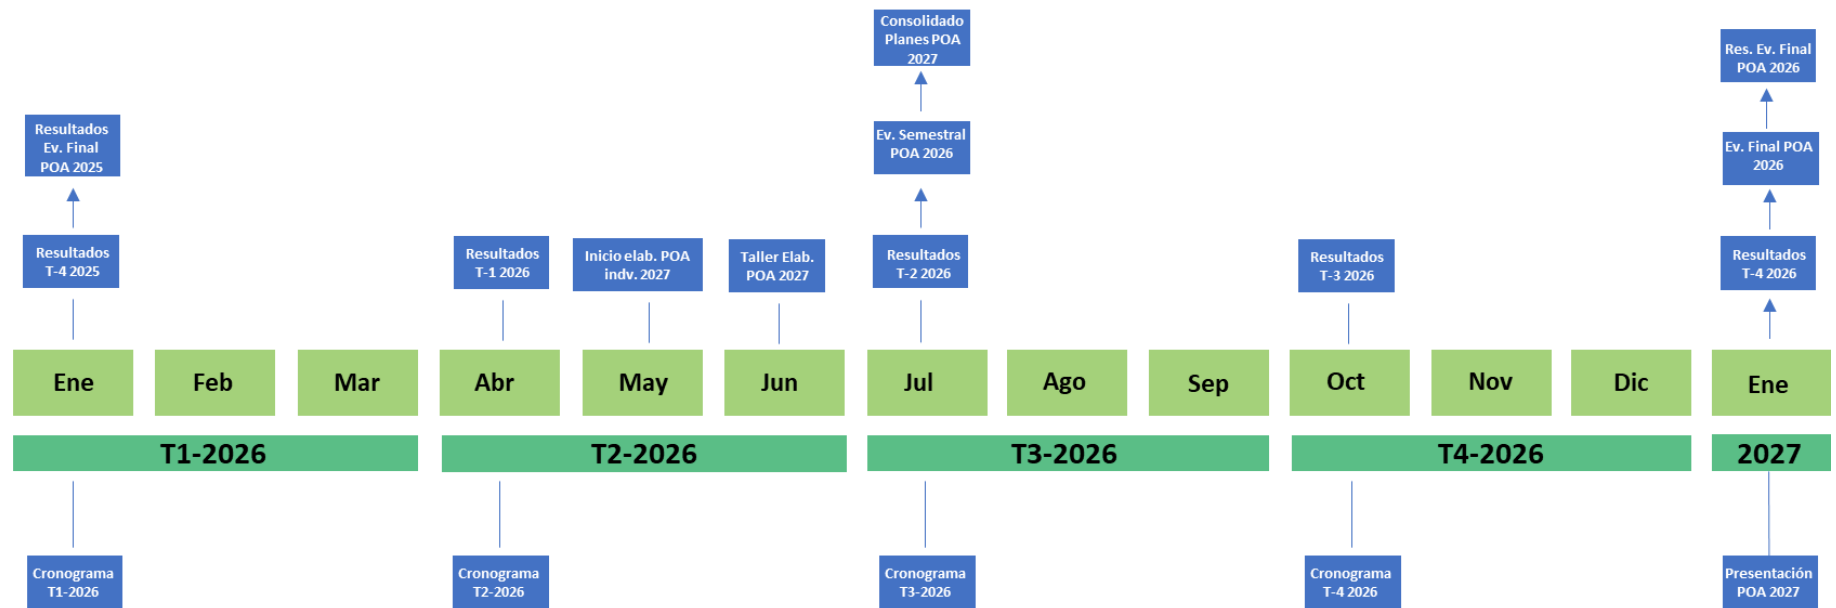 Consolidado
Planes POA
2027
Res. Ev. Final
POA 2026
Resultados
Ev. Final
POA 2025
Ev. Semestral
POA 2026
Ev. Final POA
2026
Resultados
T-4 2025
Resultados
T-1 2026
Inicio elab. POA
indv. 2027
Taller Elab.
POA 2027
Resultados
T-2 2026
Resultados
T-3 2026
Resultados
T-4 2026
Ene
Feb
Mar
Abr
May
Jun
Jul
Ago
Sep
Oct
Nov
Dic
Ene
T1-2026
T2-2026
T3-2026
T4-2026
2027
Cronograma
T1-2026
Cronograma
T2-2026
Cronograma
T3-2026
Cronograma
T-4 2026
Presentación
POA 2027